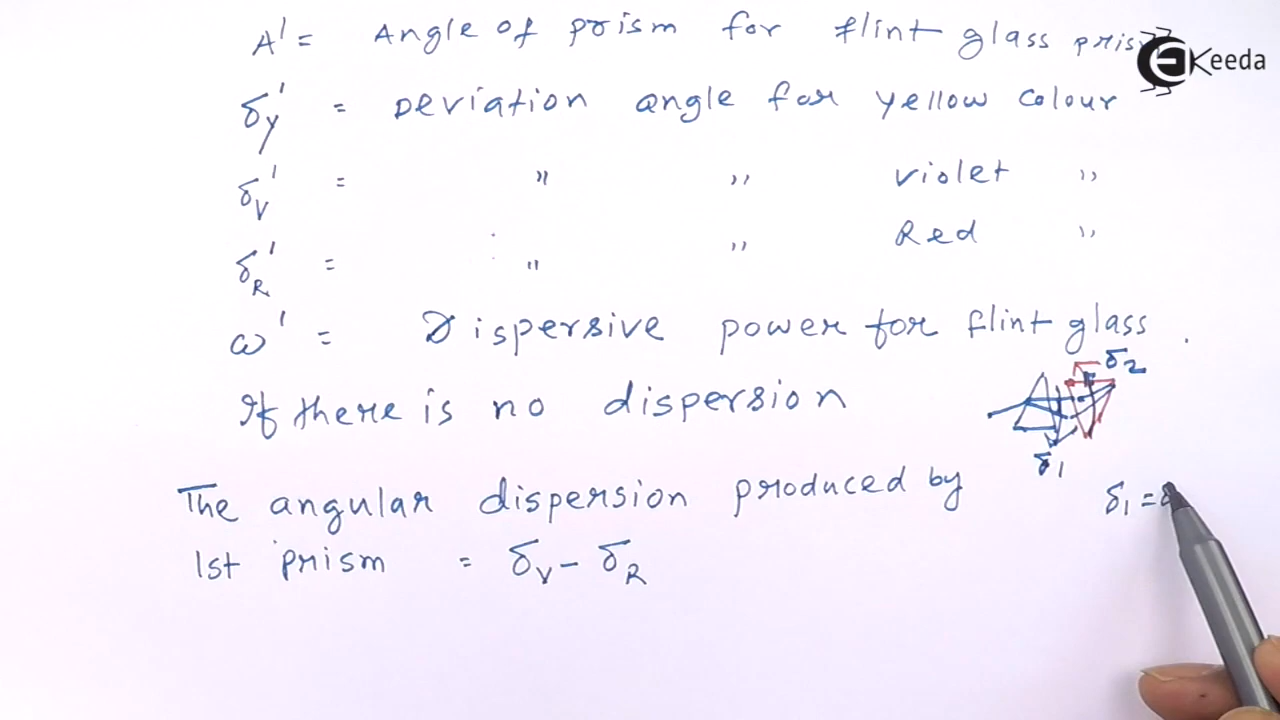 A' = Angle of prism for flint glass prism
EKeeda
δY' = Deviation angle for yellow colour
δV' = " " violet "
δR' = " " Red "
ω' = Dispersive power for flint glass .
δ2
If there is no dispersion
δ1
The angular dispersion produced by
δ1 = δ
1st prism = δV - δR